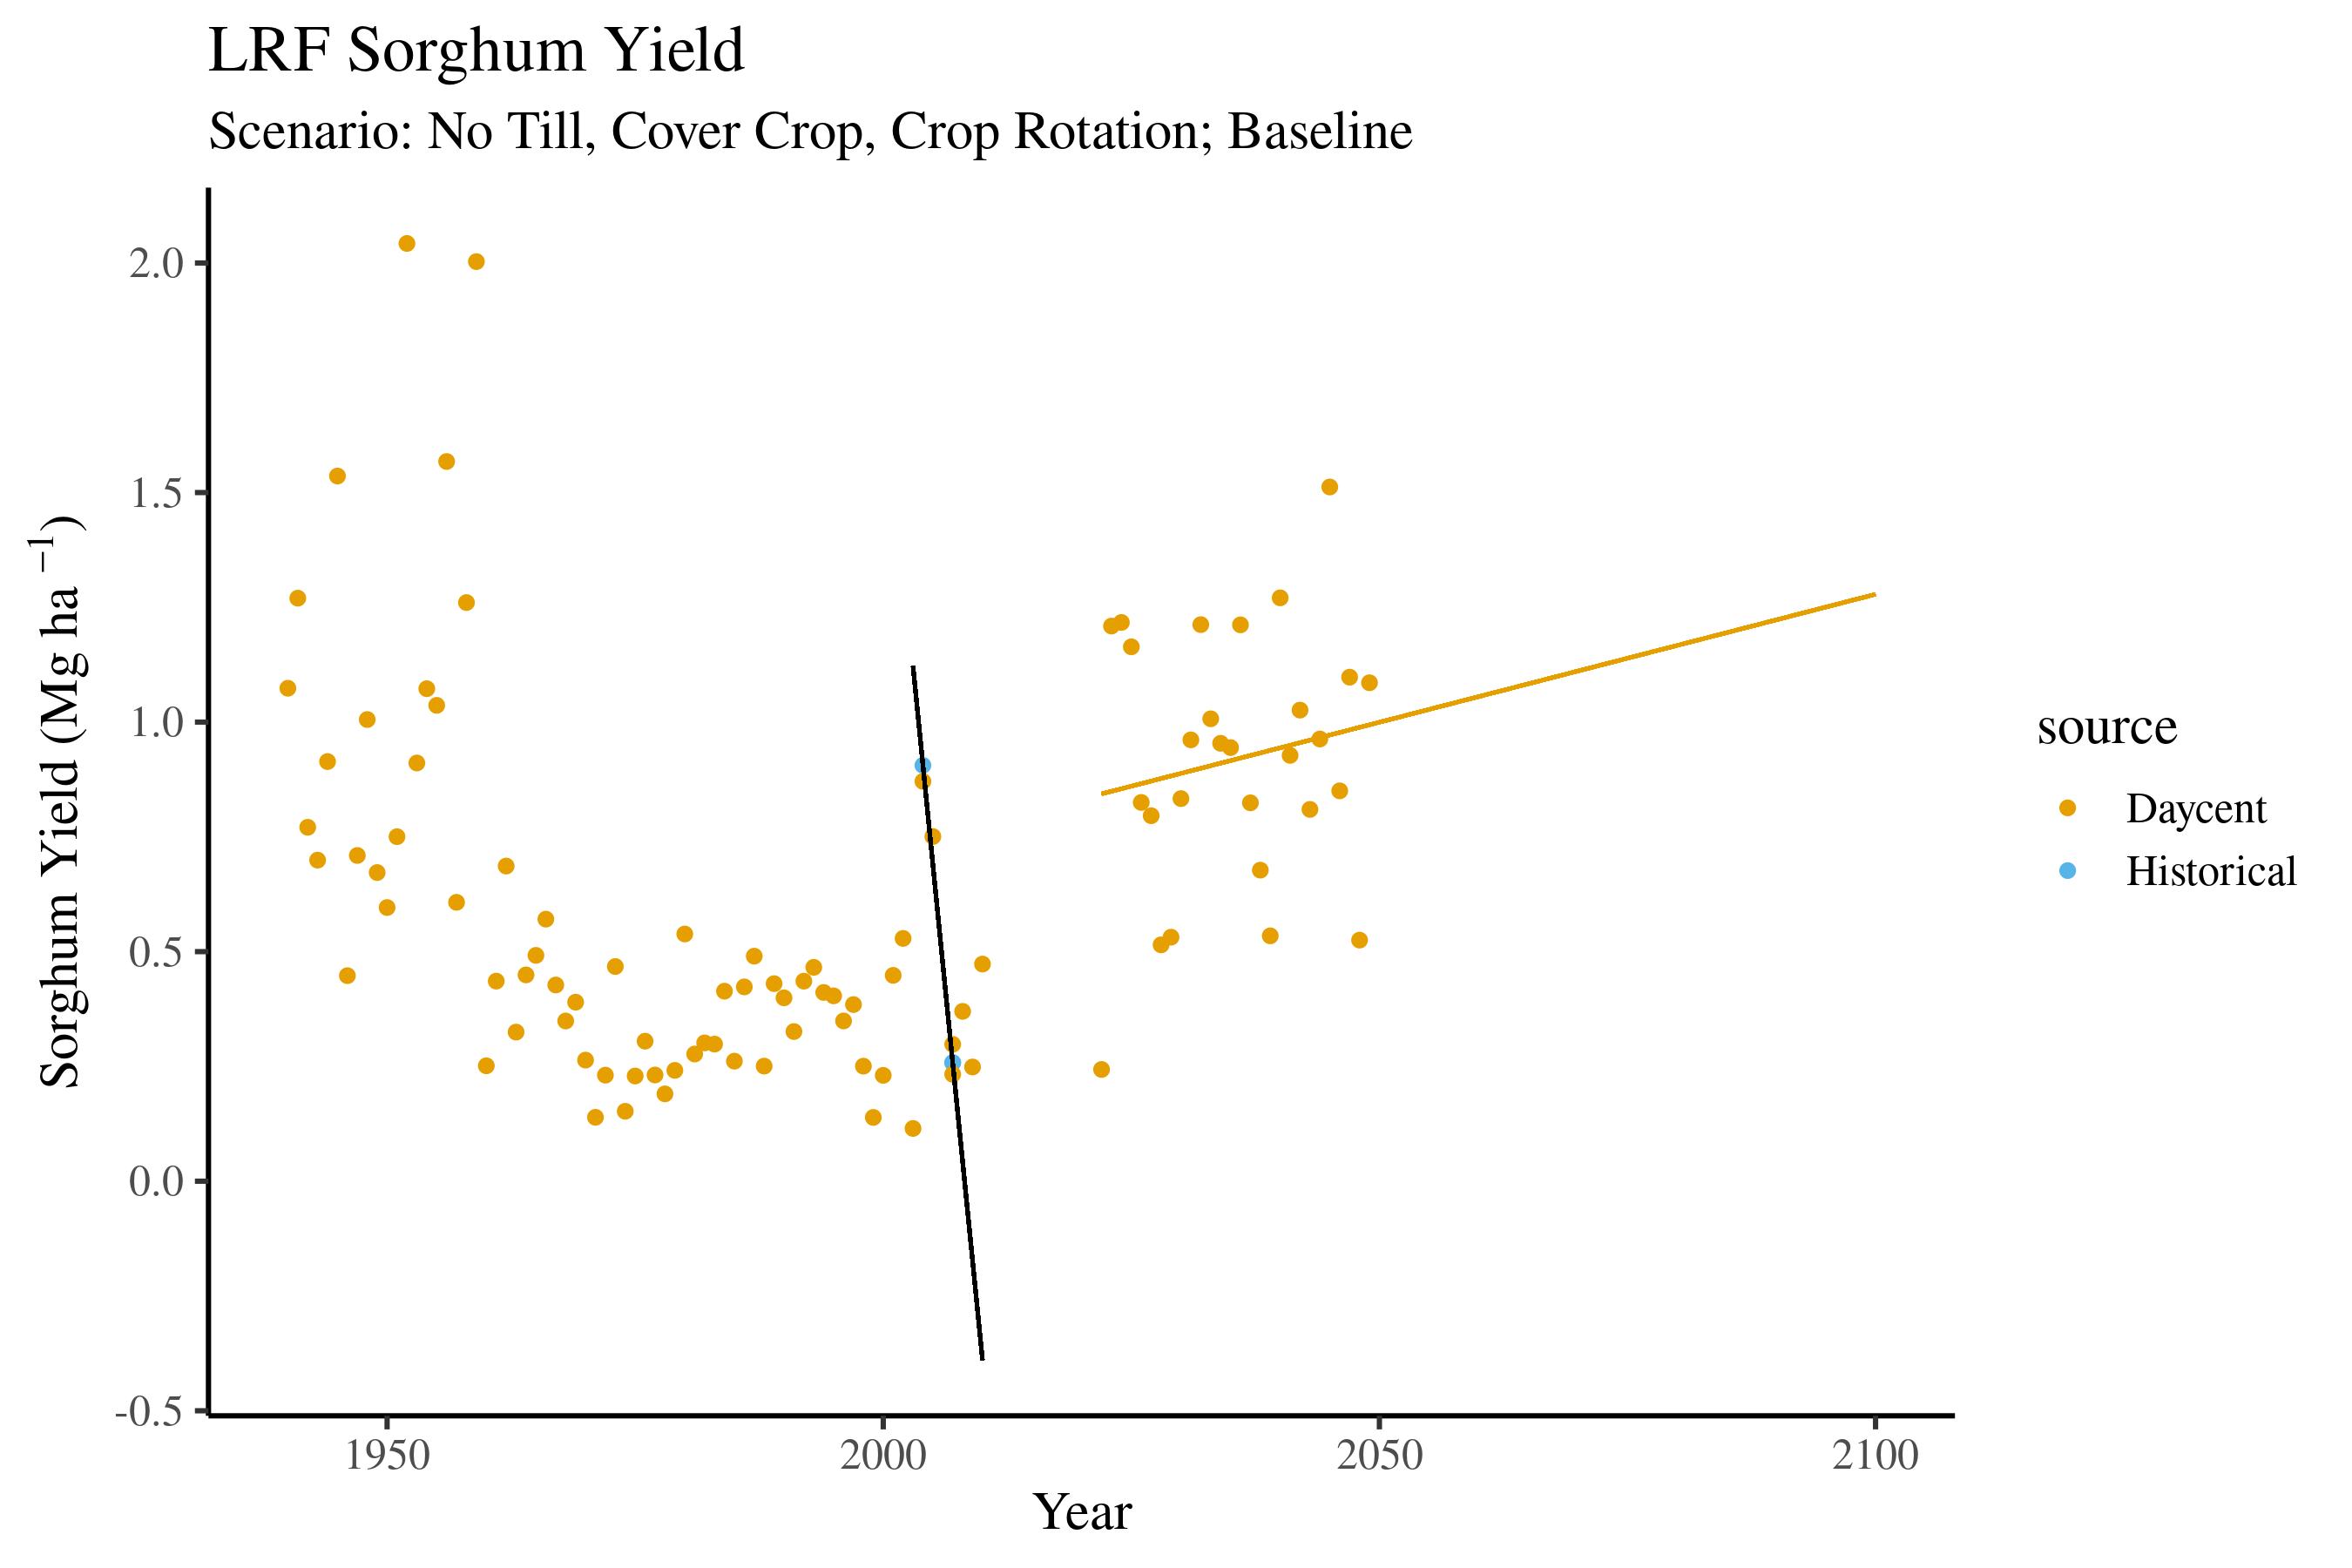 LRF Sorghum Yield
Scenario: No Till, Cover Crop, Crop Rotation; Baseline
Sorghum Yield (Mg ha ⁻¹)
2.0
1.5
1.0
0.5
0.0
-0.5
1950 2000 2050 2100
Year
source
Daycent
Historical